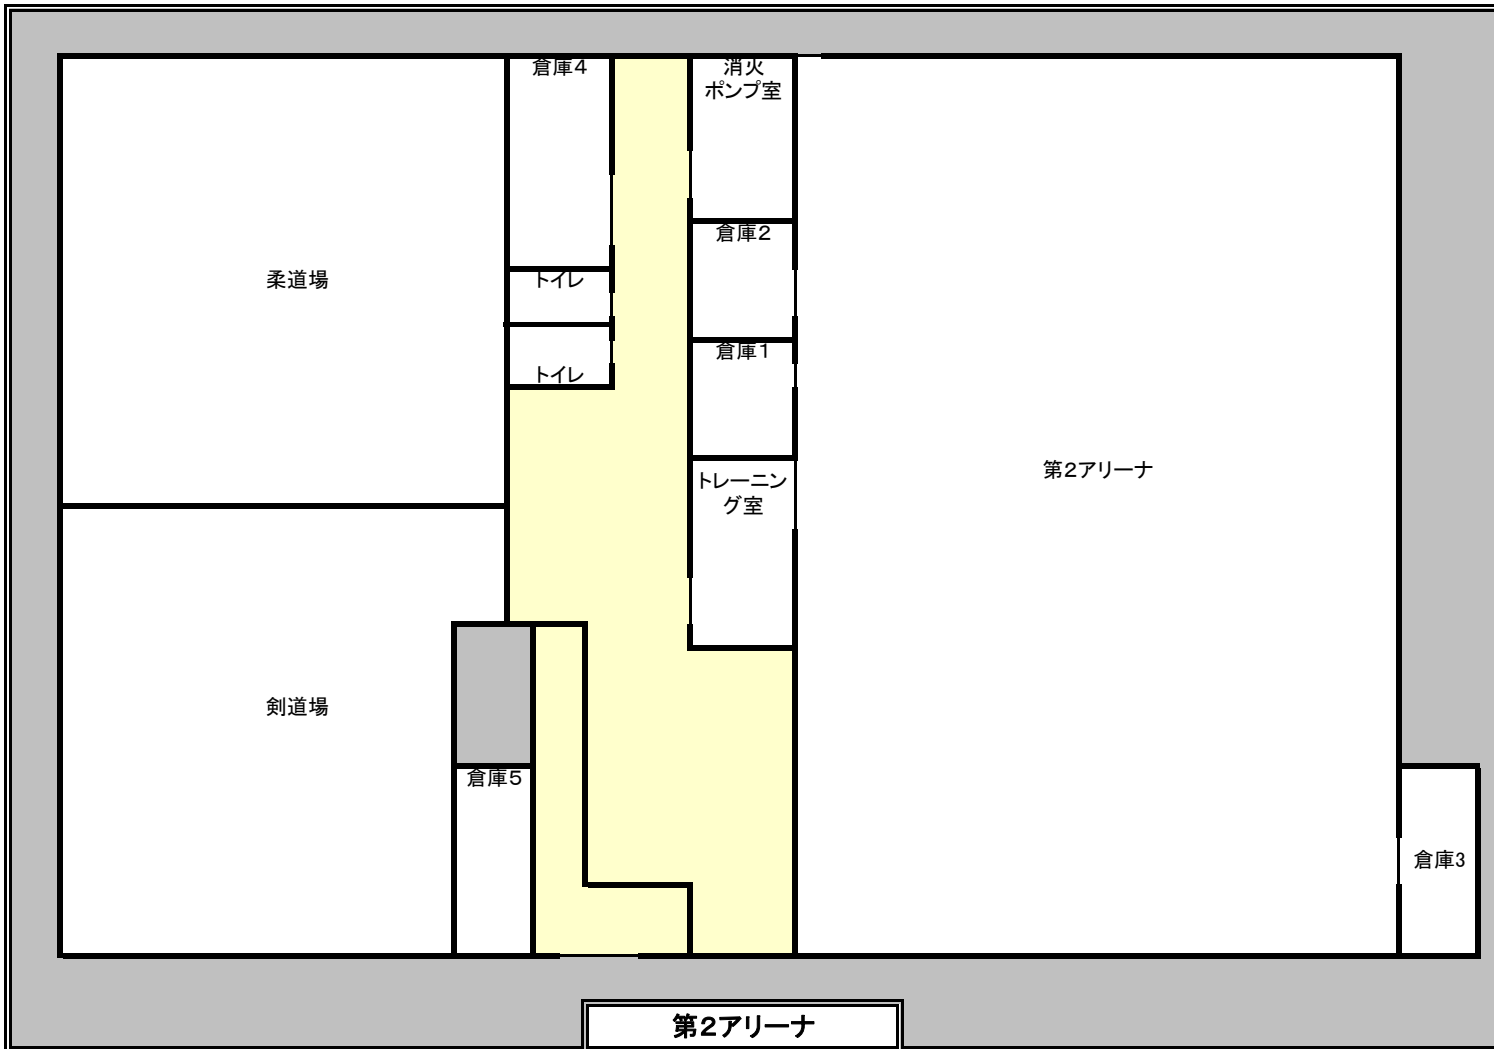 倉庫4
消火
ポンプ室
倉庫2
柔道場
トイレ
倉庫1
トイレ
第2アリーナ
トレーニン
グ室
剣道場
倉庫5
倉庫3
第2アリーナ